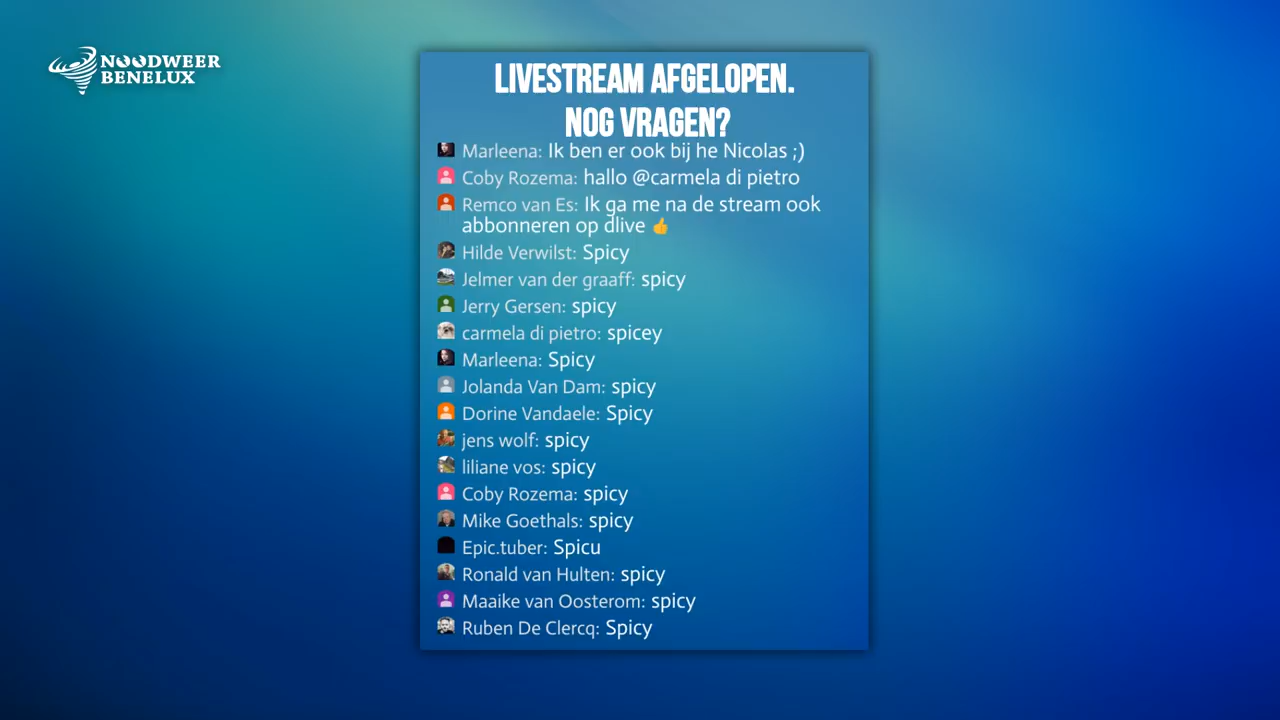 NOODWEER
BENELUX
LIVESTREAM AFGELOPEN.
NOG VRAGEN?
Marleena: Ik ben er ook bij he Nicolas ;)
Coby Rozema: hallo @carmela di pietro
Remco van Es: Ik ga me na de stream ook
abbonneren op dlive 👍
Hilde Verwilst: Spicy
Jelmer van der graaff: spicy
Jerry Gersen: spicy
carmela di pietro: spicey
Marleena: Spicy
Jolanda Van Dam: spicy
Dorine Vandaele: Spicy
jens wolf: spicy
liliane vos: spicy
Coby Rozema: spicy
Mike Goethals: spicy
Epic.tuber: Spicu
Ronald van Hulten: spicy
Maaike van Oosterom: spicy
Ruben De Clercq: Spicy